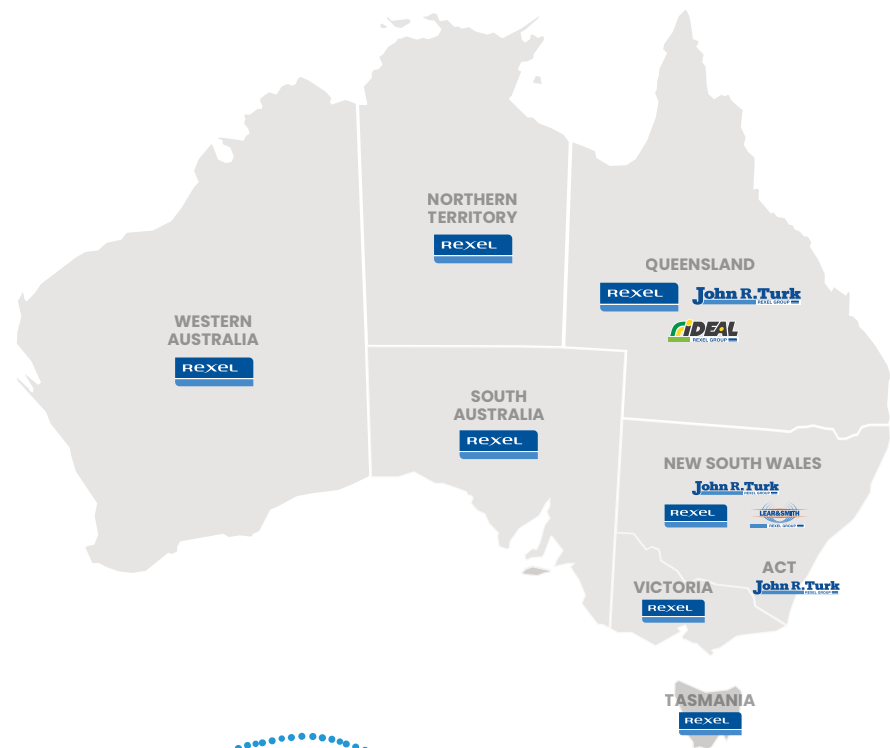 NORTHERN
TERRITORY
REXEL
QUEENSLAND
REXEL
John R.Turk
REXEL GROUP
iDEAL
REXEL GROUP
WESTERN
AUSTRALIA
REXEL
SOUTH
AUSTRALIA
REXEL
NEW SOUTH WALES
John R.Turk
REXEL GROUP
REXEL
LEAR&SMITH
REXEL GROUP
ACT
John R.Turk
REXEL GROUP
VICTORIA
REXEL
TASMANIA
REXEL